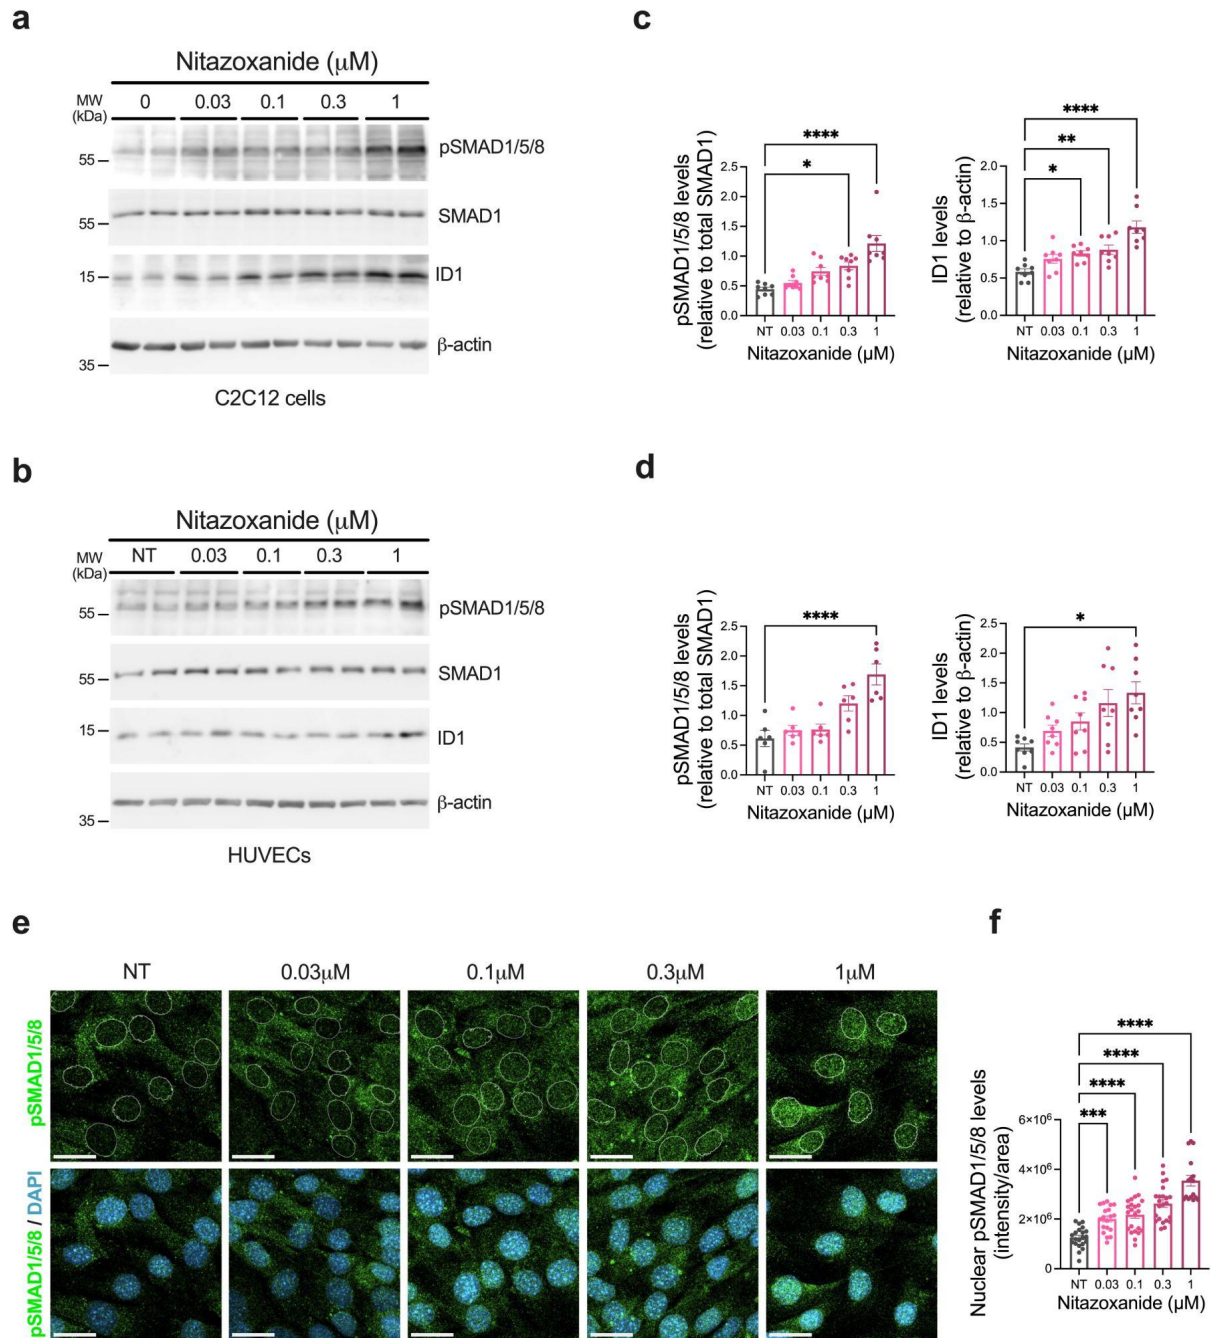 a
Nitazoxanide (μM)
MW
(kDa)
0 0.03 0.1 0.3 1
55
pSMAD1/5/8
55
SMAD1
15
ID1
35
β-actin
C2C12 cells
c
pSMAD1/5/8 levels
(relative to total SMAD1)
2.5
2.0
1.5
1.0
0.5
0.0
****
*
NT 0.03 0.1 0.3 1
Nitazoxanide (μM)
ID1 levels
(relative to β-actin)
2.0
1.5
1.0
0.5
0.0
****
**
*
NT 0.03 0.1 0.3 1
Nitazoxanide (μM)
b
Nitazoxanide (μM)
MW
(kDa)
NT 0.03 0.1 0.3 1
55
pSMAD1/5/8
55
SMAD1
15
ID1
35
β-actin
HUVECs
d
pSMAD1/5/8 levels
(relative to total SMAD1)
2.5
2.0
1.5
1.0
0.5
0.0
****
NT 0.03 0.1 0.3 1
Nitazoxanide (μM)
ID1 levels
(relative to β-actin)
2.5
2.0
1.5
1.0
0.5
0.0
*
NT 0.03 0.1 0.3 1
Nitazoxanide (μM)
e
NT 0.03μM 0.1μM 0.3μM 1μM
pSMAD1/5/8
pSMAD1/5/8 / DAPI
f
Nuclear pSMAD1/5/8 levels
(intensity/area)
6×10⁶
4×10⁶
2×10⁶
0
****
****
****
***
NT 0.03 0.1 0.3 1
Nitazoxanide (μM)